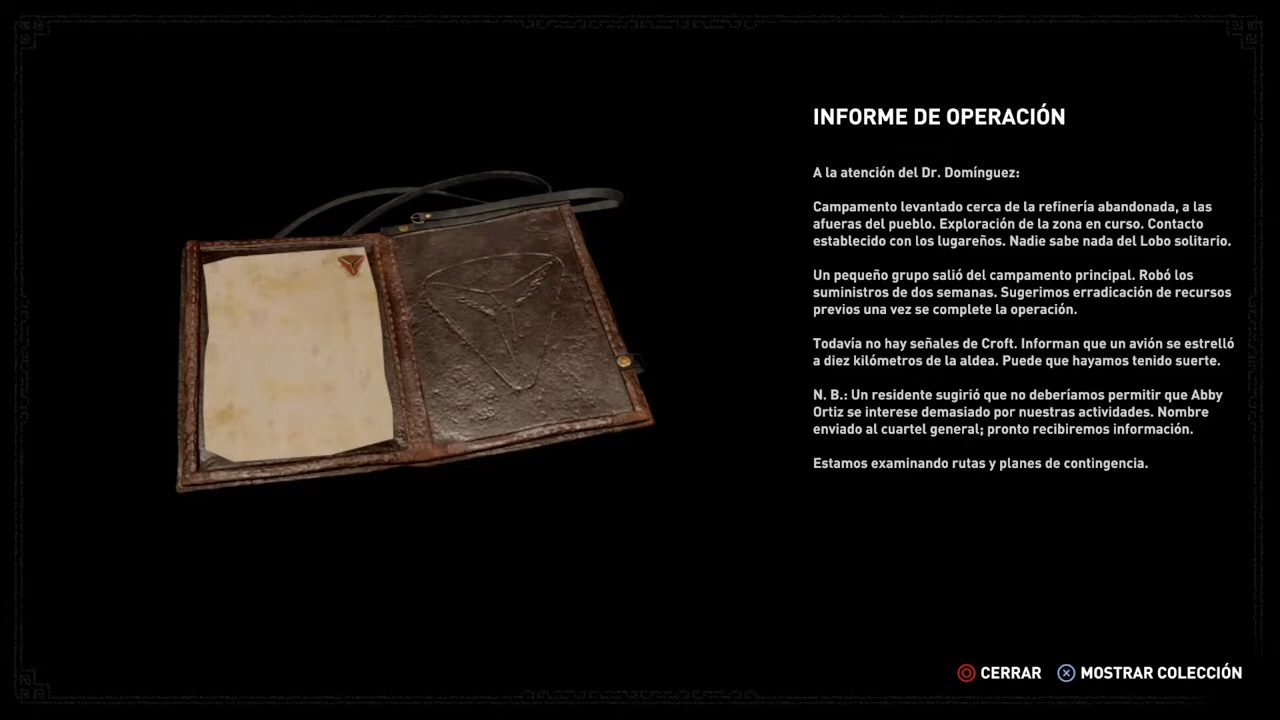 INFORME DE OPERACIÓN
A la atención del Dr. Domínguez:
Campamento levantado cerca de la refinería abandonada, a las
afueras del pueblo. Exploración de la zona en curso. Contacto
establecido con los lugareños. Nadie sabe nada del Lobo solitario.
Un pequeño grupo salió del campamento principal. Robó los
suministros de dos semanas. Sugerimos erradicación de recursos
previos una vez se complete la operación.
Todavía no hay señales de Croft. Informan que un avión se estrelló
a diez kilómetros de la aldea. Puede que hayamos tenido suerte.
N. B.: Un residente sugirió que no deberíamos permitir que Abby
Ortiz se interese demasiado por nuestras actividades. Nombre
enviado al cuartel general; pronto recibiremos información.
Estamos examinando rutas y planes de contingencia.
CERRAR MOSTRAR COLECCIÓN